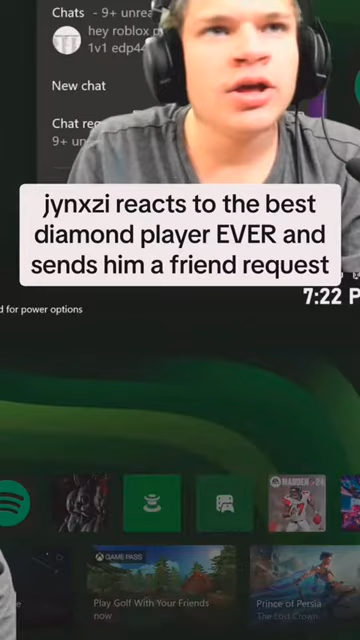 Chats - 9+ unrea
hey roblox p
1v1 edp4
New chat
Chat req
9+ un
jynxzi reacts to the best
diamond player EVER and
sends him a friend request
7:22 P
d for power options
MADDEN 24
GAME PASS
Play Golf With Your Friends
now
Prince of Persia
The Lost Crown
e